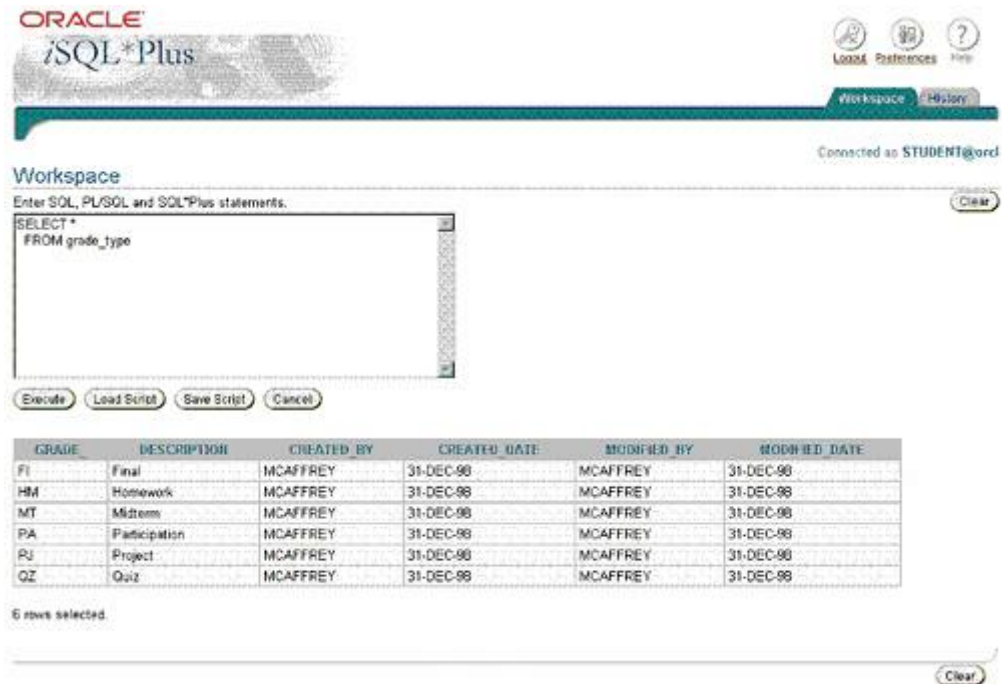 ORACLE
iSQL*Plus
Logout Preferences Help
Workspace History
Connected as STUDENT@orcl
Workspace
Enter SQL, PL/SQL and SQL*Plus statements.
Clear
SELECT *
FROM grade_type
Execute Load Script Save Script Cancel
GRADE_ DESCRIPTION CREATED_BY CREATED_DATE MODIFIED_BY MODIFIED_DATE
FI Final MCAFFREY 31-DEC-98 MCAFFREY 31-DEC-98
HM Homework MCAFFREY 31-DEC-98 MCAFFREY 31-DEC-98
MT Midterm MCAFFREY 31-DEC-98 MCAFFREY 31-DEC-98
PA Participation MCAFFREY 31-DEC-98 MCAFFREY 31-DEC-98
PJ Project MCAFFREY 31-DEC-98 MCAFFREY 31-DEC-98
QZ Quiz MCAFFREY 31-DEC-98 MCAFFREY 31-DEC-98
6 rows selected.
Clear